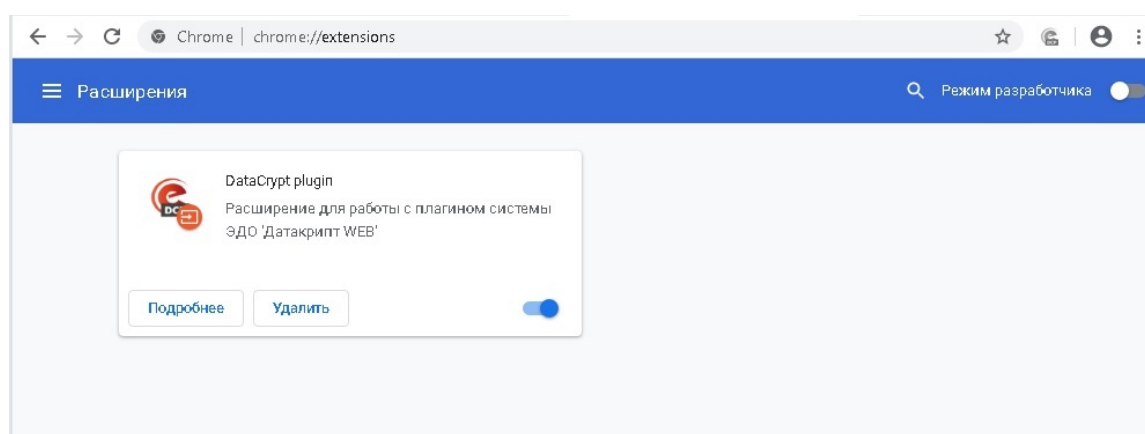 Chrome | chrome://extensions
Расширения
Режим разработчика
DataCrypt plugin
Расширение для работы с плагином системы
ЭДО 'Датакрипт WEB'
Подробнее
Удалить